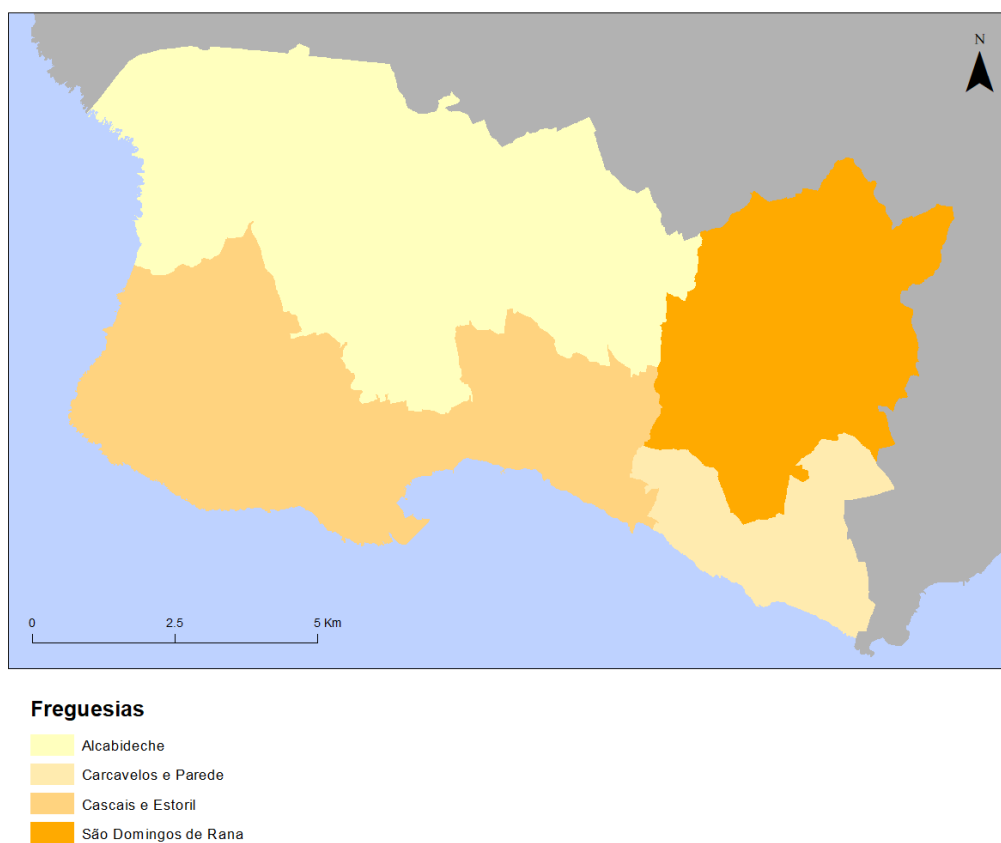 N
0 2.5 5 Km
Freguesias
Alcabideche
Carcavelos e Parede
Cascais e Estoril
São Domingos de Rana